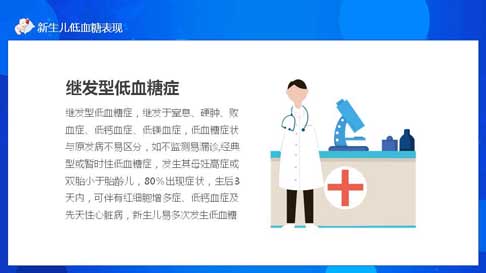 新生儿低血糖表现
继发型低血糖症
继发型低血糖症，继发于窒息、硬肿、败
血症、低钙血症、低镁血症，低血糖症状
与原发病不易区分，如不监测易漏诊,经典
型或暂时性低血糖症，发生其母妊高症或
双胎小于胎龄儿，80%出现症状，生后3
天内，可伴有红细胞增多症、低钙血症及
先天性心脏病，新生儿易多次发生低血糖